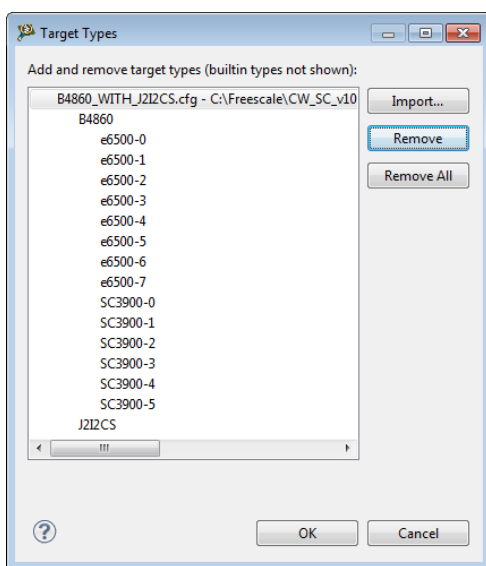 Target Types
Add and remove target types (builtin types not shown):
B4860_WITH_J2I2CS.cfg - C:\Freescale\CW_SC_v10
Import...
B4860
Remove
e6500-0
e6500-1
Remove All
e6500-2
e6500-3
e6500-4
e6500-5
e6500-6
e6500-7
SC3900-0
SC3900-1
SC3900-2
SC3900-3
SC3900-4
SC3900-5
J2I2CS
?
OK
Cancel